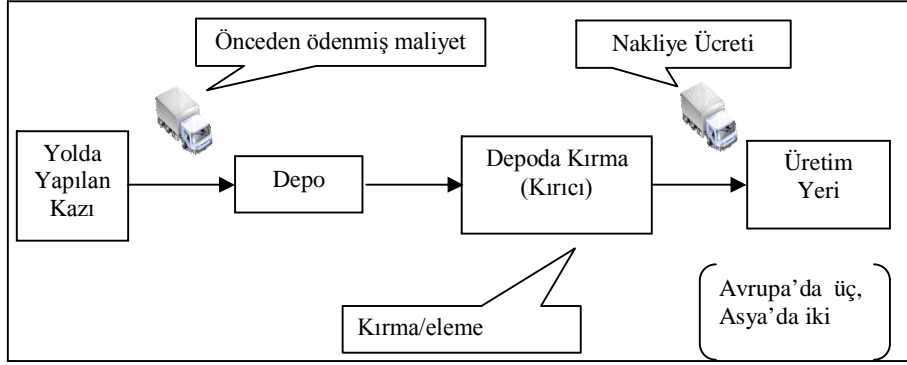 Önceden ödenmiş maliyet
Nakliye Ücreti
Yolda
Yapılan
Kazı
Depo
Depoda Kırma
(Kırıcı)
Üretim
Yeri
Kırma/eleme
Avrupa’da üç,
Asya’da iki